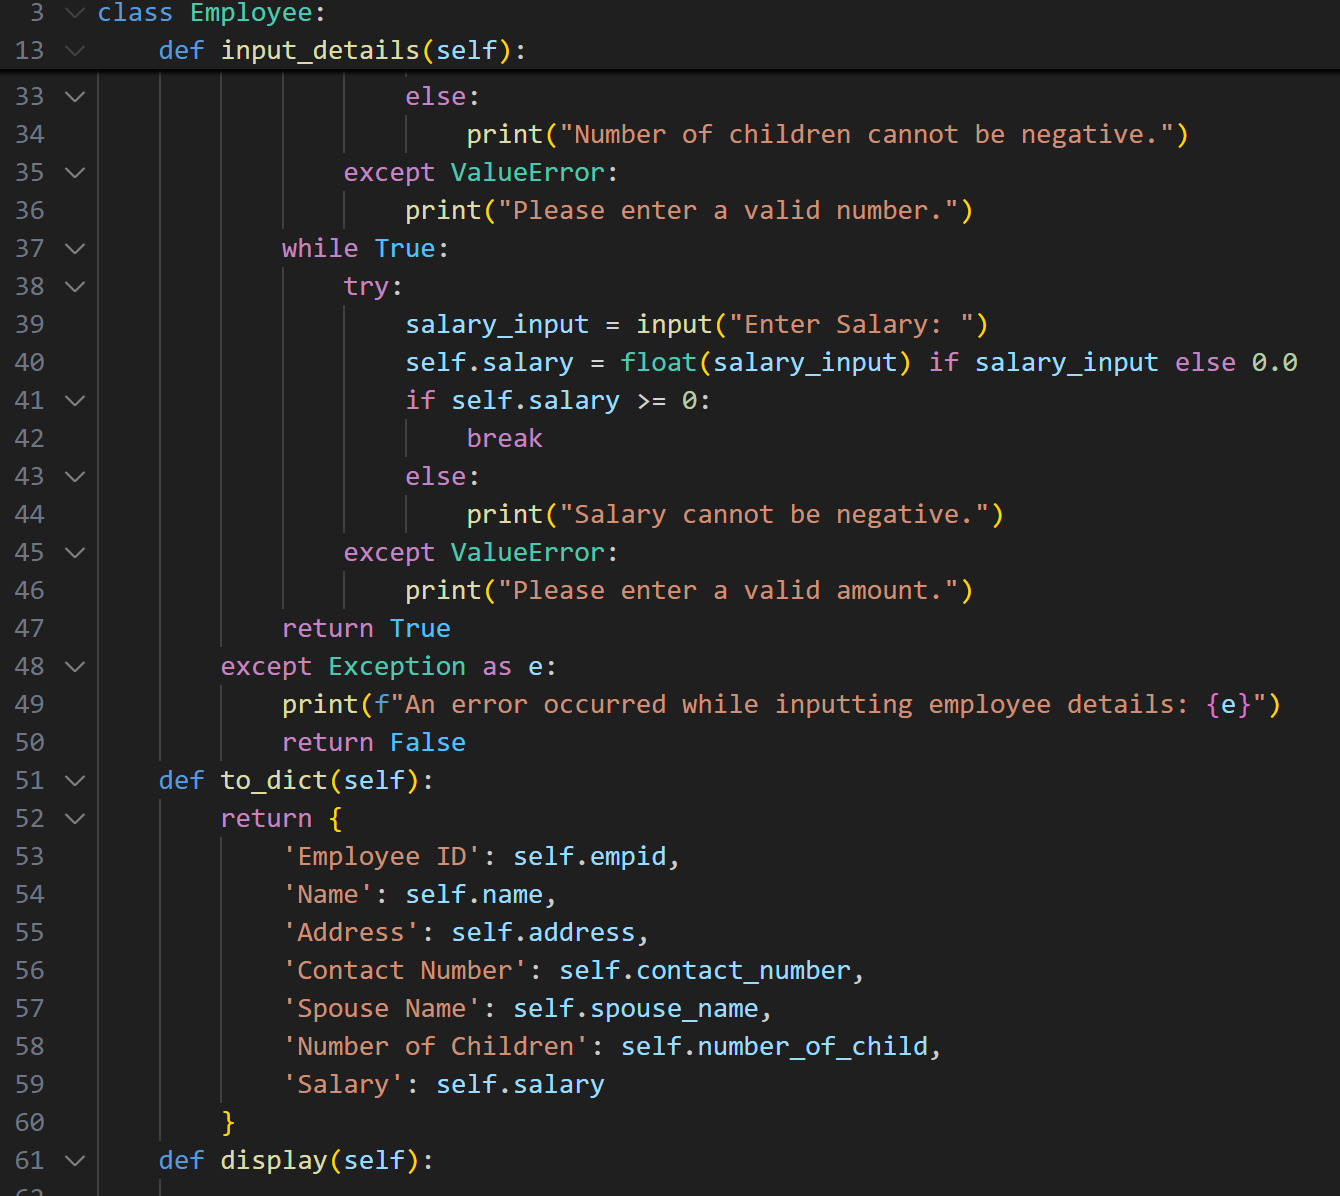 3 class Employee:
13     def input_details(self):
33                     else:
34                         print("Number of children cannot be negative.")
35                 except ValueError:
36                     print("Please enter a valid number.")
37             while True:
38                 try:
39                     salary_input = input("Enter Salary: ")
40                     self.salary = float(salary_input) if salary_input else 0.0
41                     if self.salary >= 0:
42                         break
43                     else:
44                         print("Salary cannot be negative.")
45                 except ValueError:
46                     print("Please enter a valid amount.")
47             return True
48         except Exception as e:
49             print(f"An error occurred while inputting employee details: {e}")
50             return False
51     def to_dict(self):
52         return {
53             'Employee ID': self.empid,
54             'Name': self.name,
55             'Address': self.address,
56             'Contact Number': self.contact_number,
57             'Spouse Name': self.spouse_name,
58             'Number of Children': self.number_of_child,
59             'Salary': self.salary
60         }
61     def display(self):